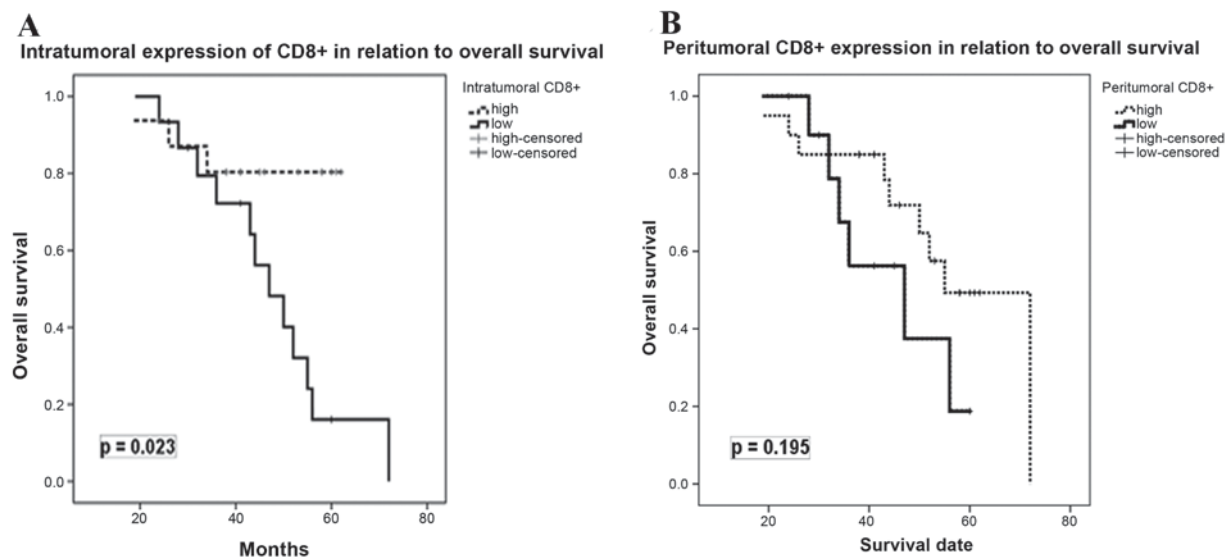 A
Intratumoral expression of CD8+ in relation to overall survival
Intratumoral CD8+
high
low
high-censored
low-censored
Overall survival
1.0
0.8
0.6
0.4
0.2
0.0
p = 0.023
20 40 60 80
Months
B
Peritumoral CD8+ expression in relation to overall survival
Peritumoral CD8+
high
low
high-censored
low-censored
Overall survival
1.0
0.8
0.6
0.4
0.2
0.0
p = 0.195
20 40 60 80
Survival date